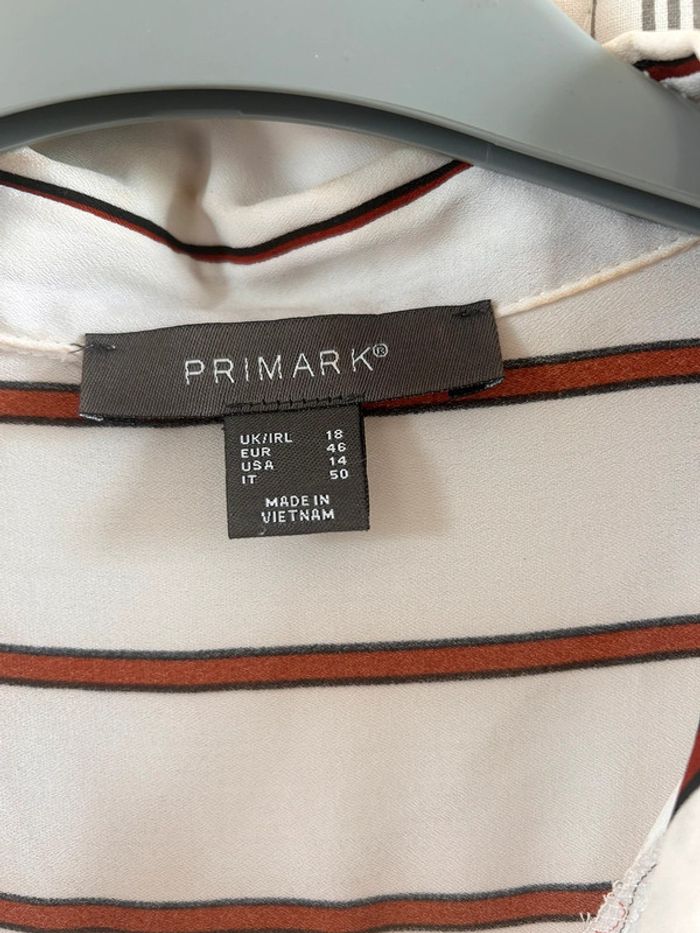 PRIMARK®
UK/IRL 18
EUR 46
USA 14
IT 50
MADE IN
VIETNAM